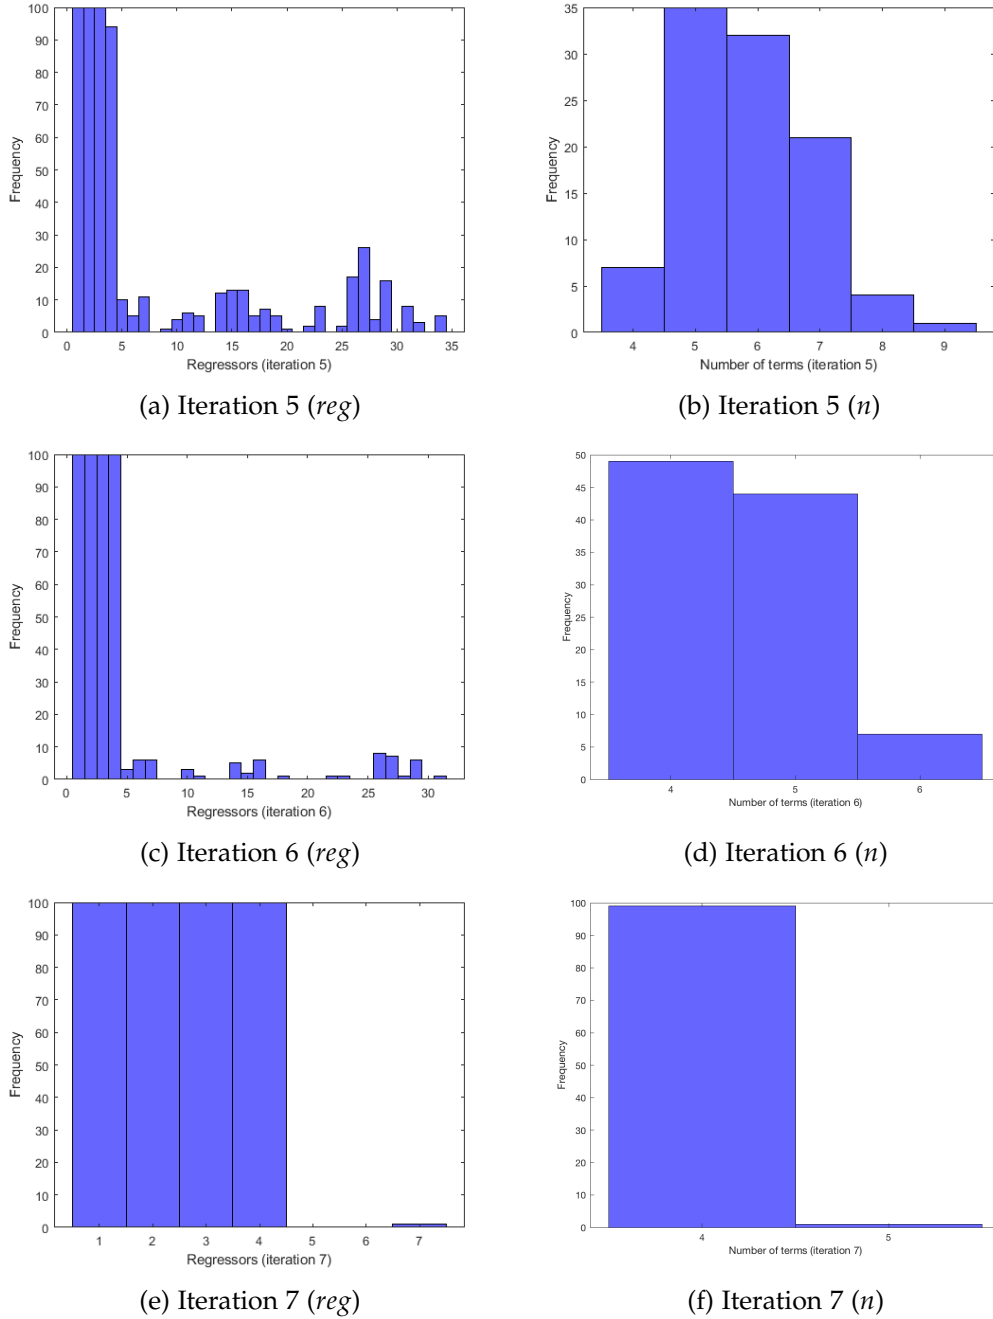 100
90
80
70
60
50
40
30
20
10
0
Frequency
0 5 10 15 20 25 30 35
Regressors (iteration 5)
(a) Iteration 5 (reg)
35
30
25
20
15
10
5
0
Frequency
4 5 6 7 8 9
Number of terms (iteration 5)
(b) Iteration 5 (n)
100
90
80
70
60
50
40
30
20
10
0
Frequency
0 5 10 15 20 25 30
Regressors (iteration 6)
(c) Iteration 6 (reg)
50
45
40
35
30
25
20
15
10
5
0
Frequency
4 5 6
Number of terms (iteration 6)
(d) Iteration 6 (n)
100
90
80
70
60
50
40
30
20
10
0
Frequency
1 2 3 4 5 6 7
Regressors (iteration 7)
(e) Iteration 7 (reg)
100
90
80
70
60
50
40
30
20
10
0
Frequency
4 5
Number of terms (iteration 7)
(f) Iteration 7 (n)